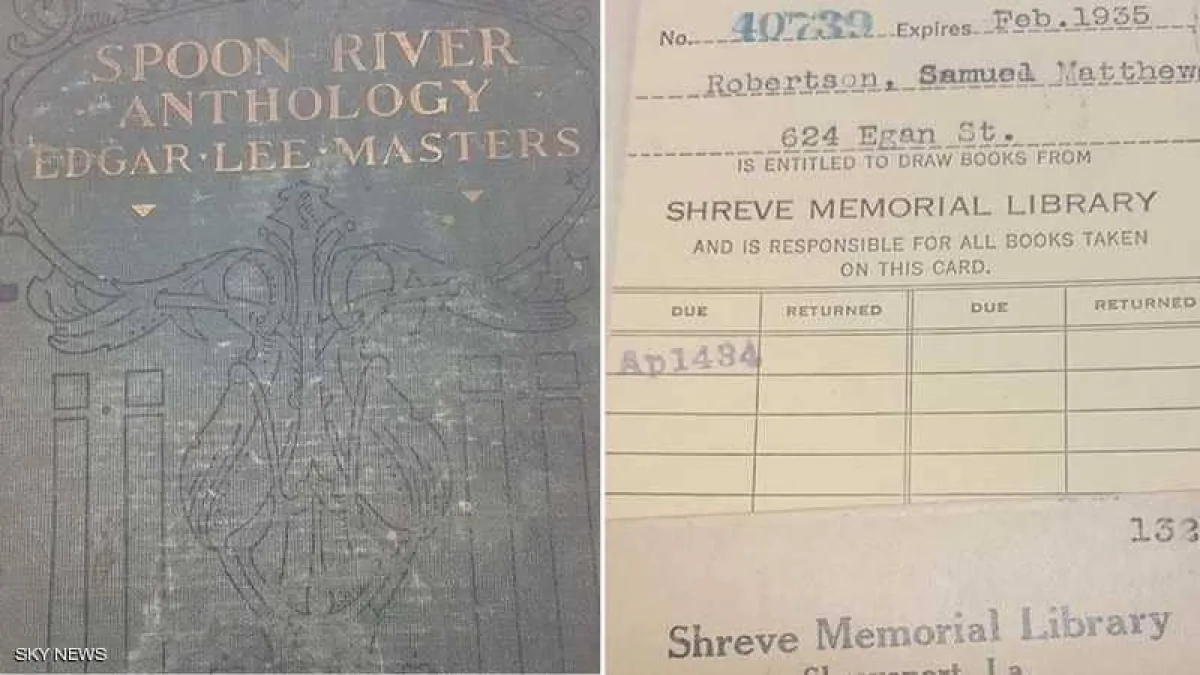 SPOON RIVER
ANTHOLOGY
EDGAR·LEE·MASTERS
SKY NEWS
No. 40739 Expires Feb. 1935
Robertson, Samuel Matthew
624 Egan St.
IS ENTITLED TO DRAW BOOKS FROM
SHREVE MEMORIAL LIBRARY
AND IS RESPONSIBLE FOR ALL BOOKS TAKEN
ON THIS CARD.
DUE RETURNED DUE RETURNED
Ap1434
Shreve Memorial Library
La